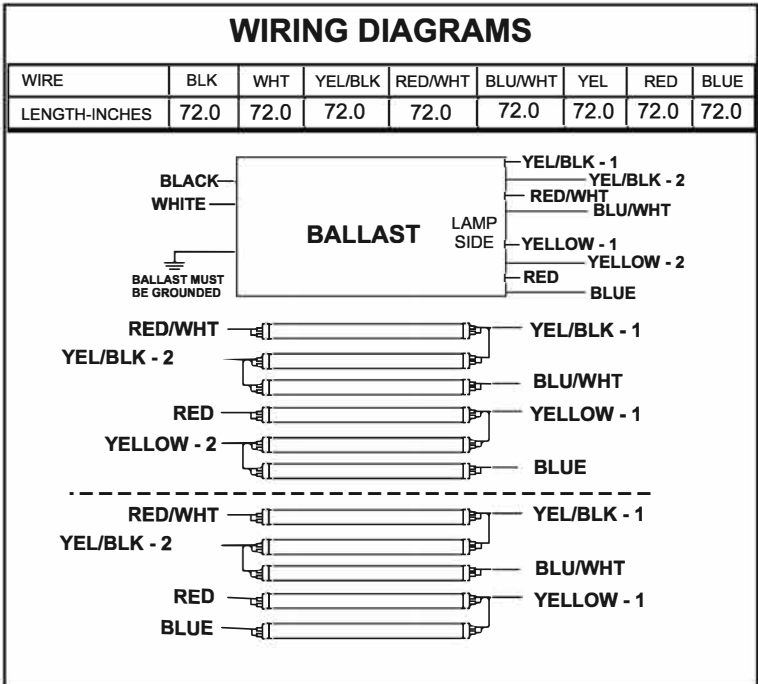 WIRING DIAGRAMS
WIRE BLK WHT YEL/BLK RED/WHT BLU/WHT YEL RED BLUE
LENGTH-INCHES 72.0 72.0 72.0 72.0 72.0 72.0 72.0 72.0
YEL/BLK - 1
BLACK YEL/BLK - 2
RED/WHT
WHITE BLU/WHT
BALLAST LAMP
SIDE YELLOW - 1
YELLOW - 2
BALLAST MUST RED
BE GROUNDED BLUE
RED/WHT YEL/BLK - 1
YEL/BLK - 2
BLU/WHT
RED YELLOW - 1
YELLOW - 2
BLUE
RED/WHT YEL/BLK - 1
YEL/BLK - 2
BLU/WHT
RED YELLOW - 1
BLUE